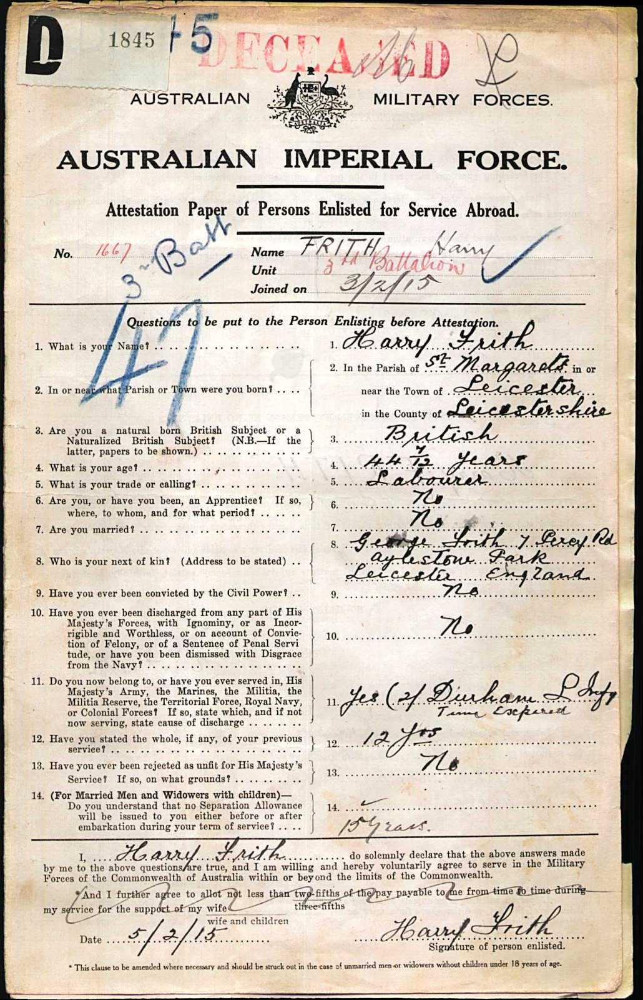 D 1845 45 DECEASED
AUSTRALIAN MILITARY FORCES.
AUSTRALIA
AUSTRALIAN IMPERIAL FORCE.
Attestation Paper of Persons Enlisted for Service Abroad.
No. 1667 3rd Batt Name FRITH Harry
Unit 3rd Battalion
Joined on 3/2/15
47
Questions to be put to the Person Enlisting before Attestation.
1. What is your Name? 1. Harry Frith
2. In or near what Parish or Town were you born? 2. In the Parish of St Margarets in or
near the Town of Leicester
in the County of Leicestershire
3. Are you a natural born British Subject or a
Naturalized British Subject? (N.B.—If the
latter, papers to be shown.) 3. British
4. What is your age? 4. 44 7/12 Years
5. What is your trade or calling? 5. Labourer
6. Are you, or have you been, an Apprentice? If so,
where, to whom, and for what period? 6. No
7. Are you married? 7. No
8. Who is your next of kin? (Address to be stated) 8. George Frith 7 Percy Rd
Aylestone Park
Leicester England
9. Have you ever been convicted by the Civil Power? 9. No
10. Have you ever been discharged from any part of His
Majesty's Forces, with Ignominy, or as Incor-
rigible and Worthless, or on account of Convic-
tion of Felony, or of a Sentence of Penal Servi
tude, or have you been dismissed with Disgrace
from the Navy? 10. No
11. Do you now belong to, or have you ever served in, His
Majesty's Army, the Marines, the Militia, the
Militia Reserve, the Territorial Force, Royal Navy,
or Colonial Forces? If so, state which, and if not
now serving, state cause of discharge 11. Yes (2) Durham L Infy
Time Expired
12. Have you stated the whole, if any, of your previous
service? 12. 12 Yrs
13. Have you ever been rejected as unfit for His Majesty's
Service? If so, on what grounds? 13. No
14. (For Married Men and Widowers with children)—
Do you understand that no Separation Allowance
will be issued to you either before or after
embarkation during your term of service? 14.
15
I, Harry Frith do solemnly declare that the above answers made
by me to the above questions are true, and I am willing and hereby voluntarily agree to serve in the Military
Forces of the Commonwealth of Australia within or beyond the limits of the Commonwealth.
*And I further agree to allot not less than two-fifths of the pay payable to me from time to time during
three-fifths
my service for the support of my wife
wife and children
Date 5/2/15 Harry Frith
Signature of person enlisted.
* This clause to be amended where necessary and should be struck out in the case of unmarried men or widowers without children under 18 years of age.